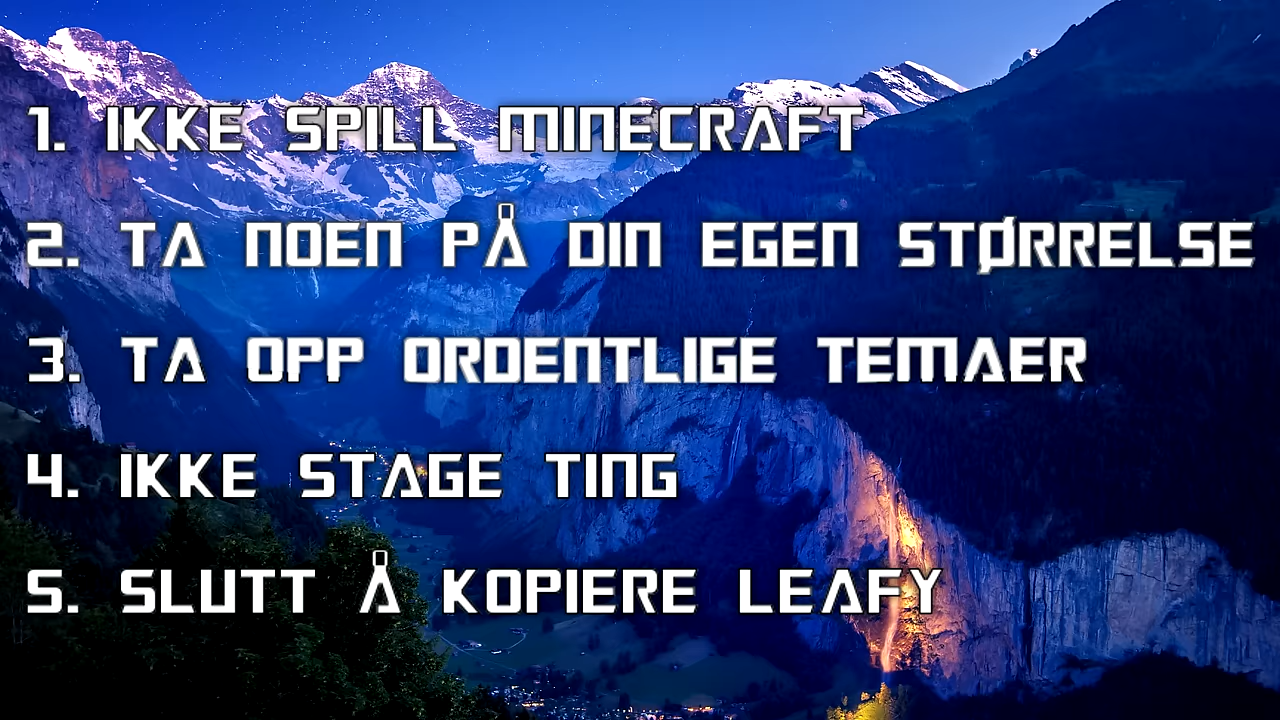 1. IKKE SPILL MINECRAFT
2. TA NOEN PÅ DIN EGEN STØRRELSE
3. TA OPP ORDENTLIGE TEMAER
4. IKKE STAGE TING
5. SLUTT Å KOPIERE LEAFY